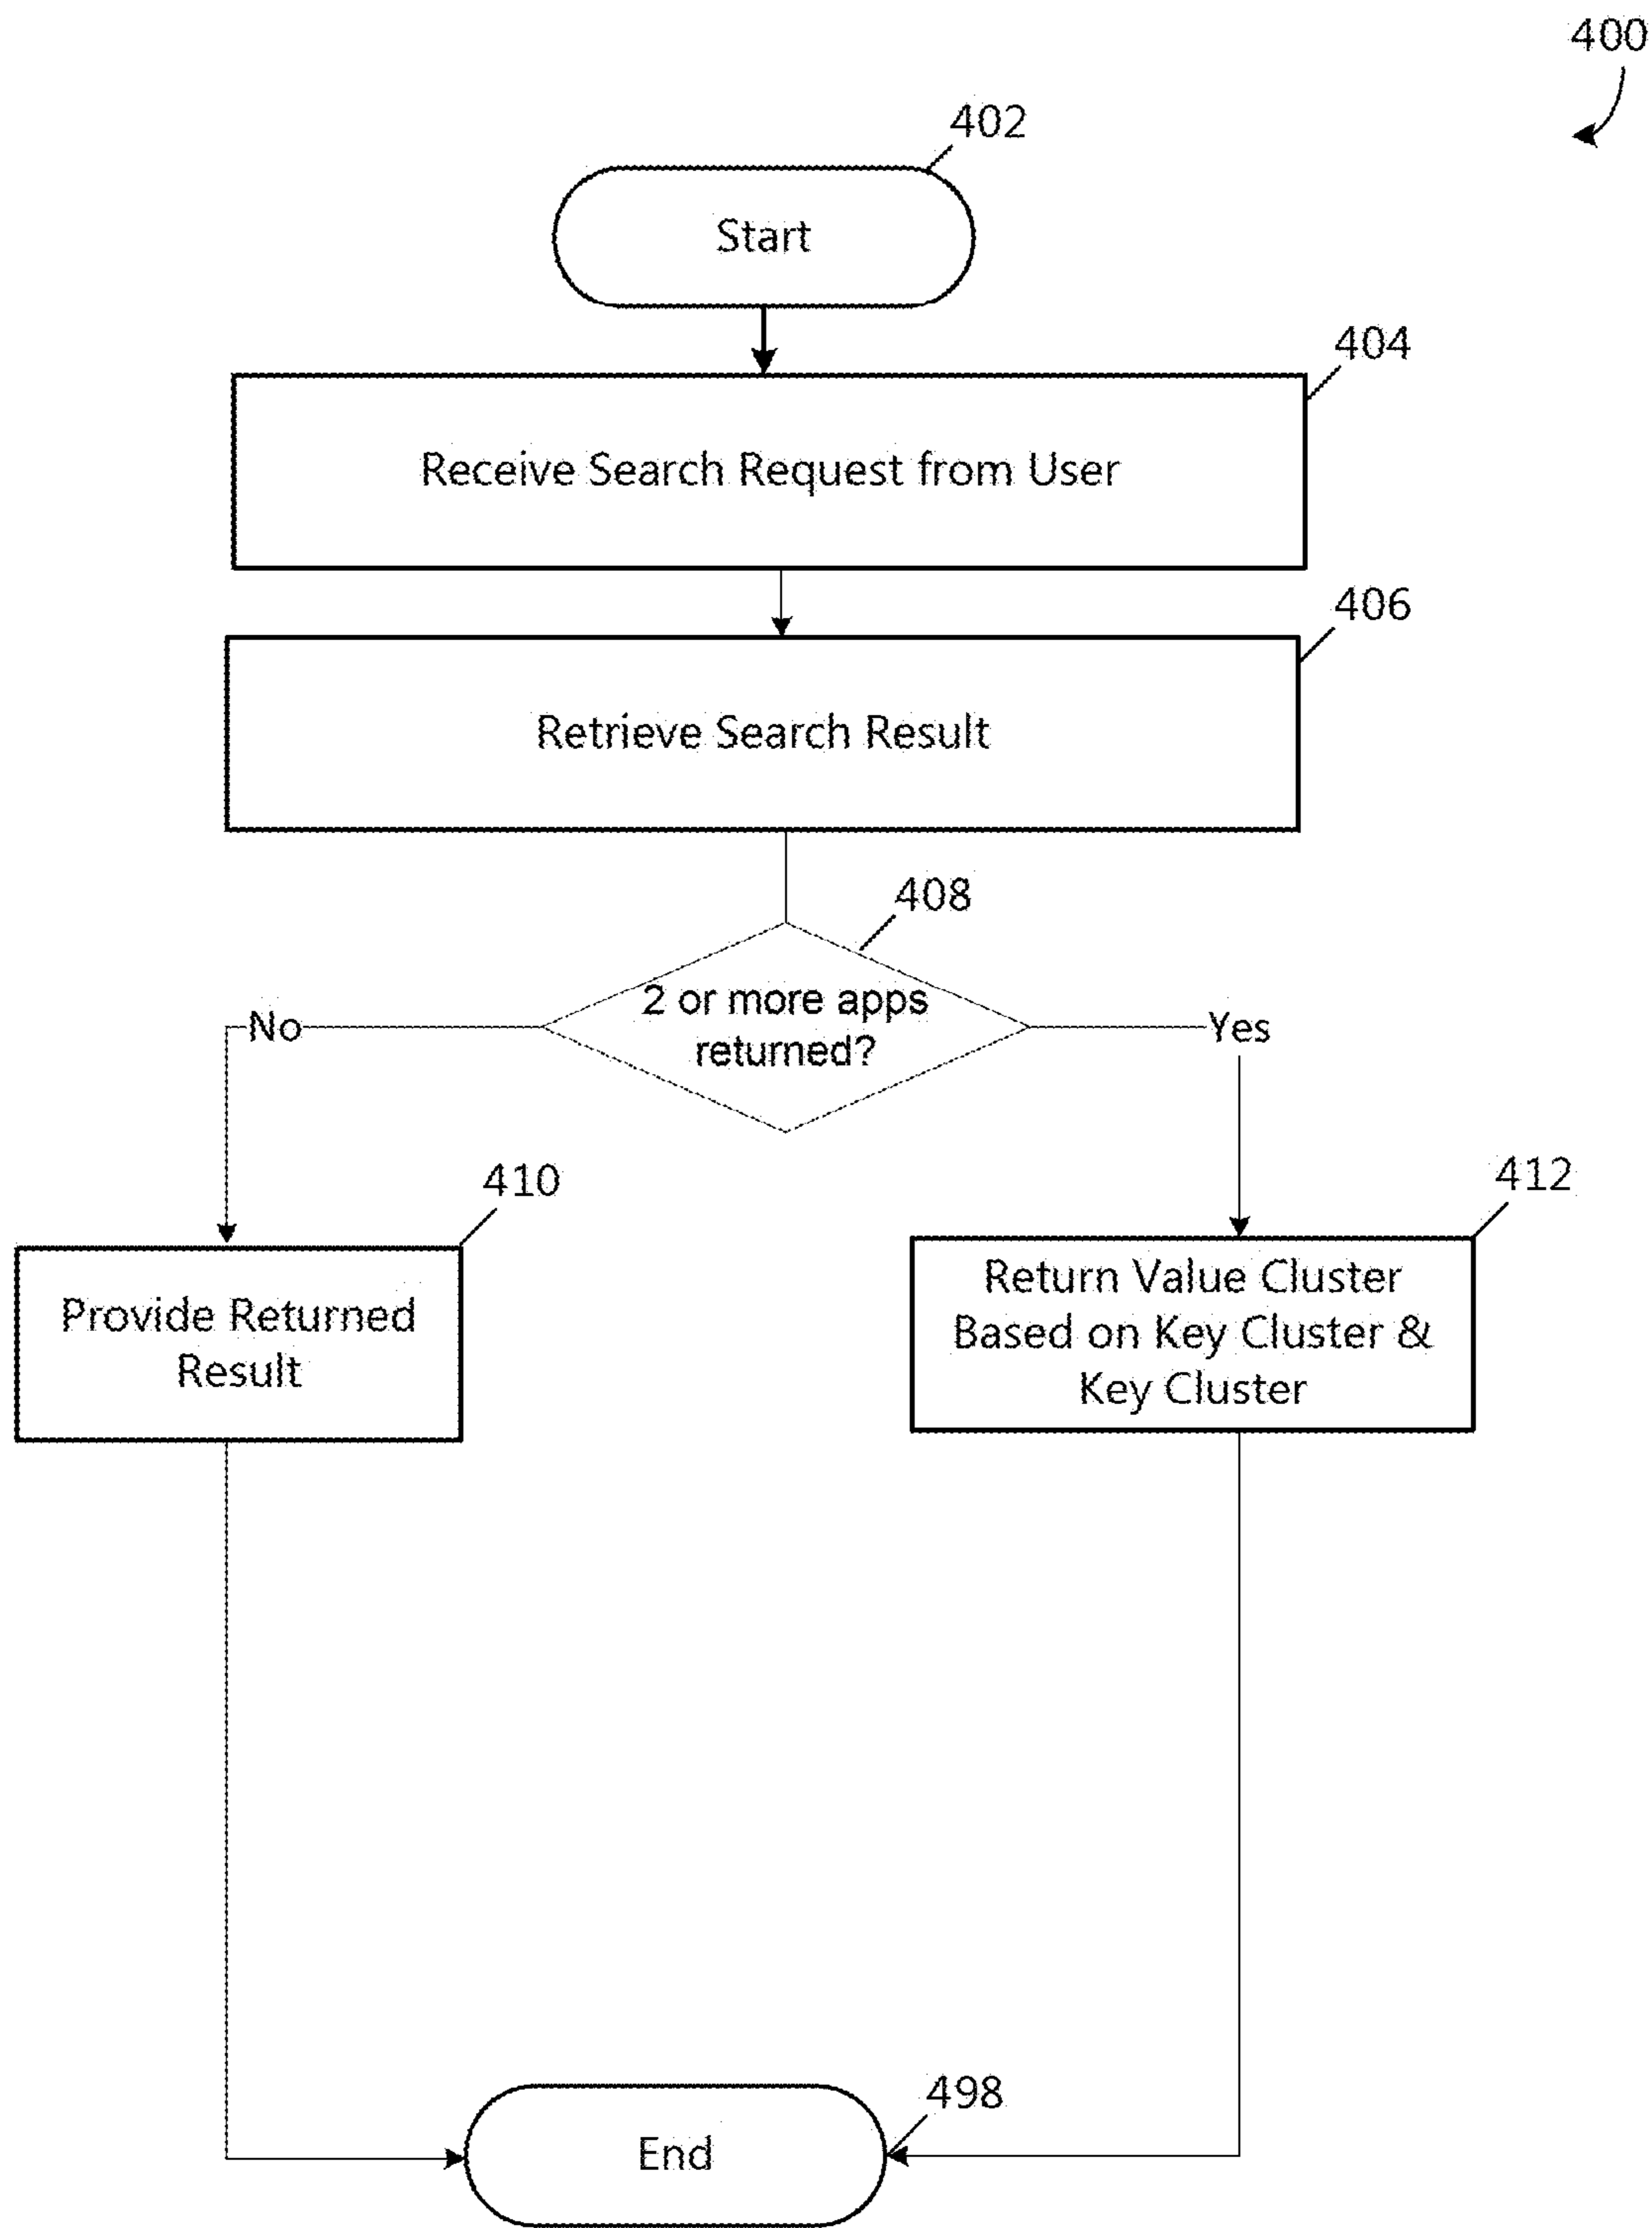 400
402
Start
404
Receive Search Request from User
406
Retrieve Search Result
408
2 or more apps
returned?
No
Yes
410
Provide Returned
Result
412
Return Value Cluster
Based on Key Cluster &
Key Cluster
498
End